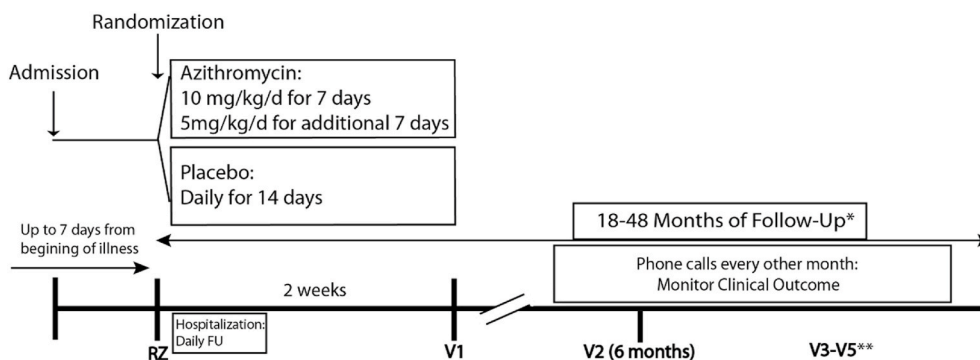 Randomization
Admission
Azithromycin:
10 mg/kg/d for 7 days
5mg/kg/d for additional 7 days
Placebo:
Daily for 14 days
18-48 Months of Follow-Up*
Up to 7 days from
begining of illness
Phone calls every other month:
Monitor Clinical Outcome
2 weeks
Hospitalization:
Daily FU
RZ
V1
V2 (6 months)
V3-V5**